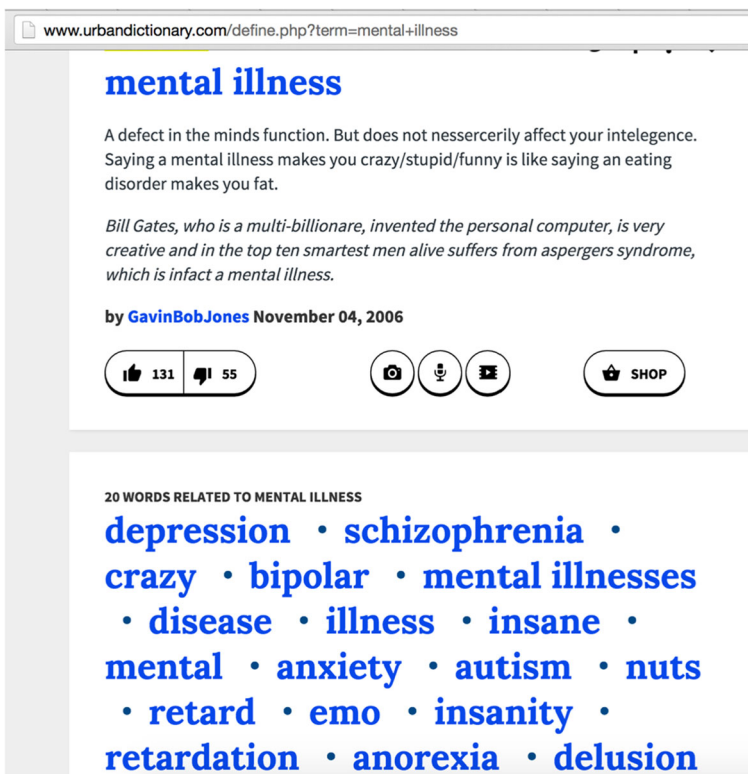 www.urbandictionary.com/define.php?term=mental+illness
mental illness
A defect in the minds function. But does not nessercerily affect your intelegence.
Saying a mental illness makes you crazy/stupid/funny is like saying an eating
disorder makes you fat.
Bill Gates, who is a multi-billionare, invented the personal computer, is very
creative and in the top ten smartest men alive suffers from aspergers syndrome,
which is infact a mental illness.
by GavinBobJones November 04, 2006
131 55 SHOP
20 WORDS RELATED TO MENTAL ILLNESS
depression • schizophrenia •
crazy • bipolar • mental illnesses
• disease • illness • insane •
mental • anxiety • autism • nuts
• retard • emo • insanity •
retardation • anorexia • delusion